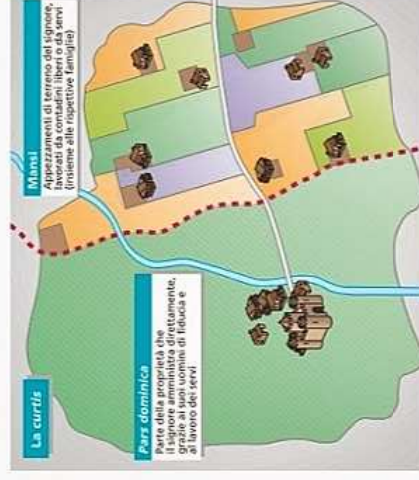 La curtis
Pars dominica
Parte della proprietà che
il signore amministra direttamente,
grazie ai suoi uomini di fiducia e
al lavoro dei servi
Mansi
Appezzamenti di terreno del signore,
lavorati da contadini liberi o da servi
(insieme alle rispettive famiglie)